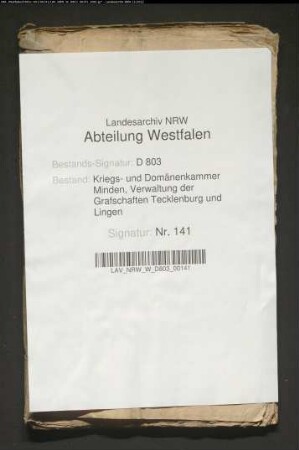 Landesarchiv NRW
Abteilung Westfalen
Bestands-Signatur: D 803
Bestand: Kriegs- und Domänenkammer
Minden, Verwaltung der
Grafschaften Tecklenburg und
Lingen
Signatur: Nr. 141
LAV_NRW_W_D803_00141